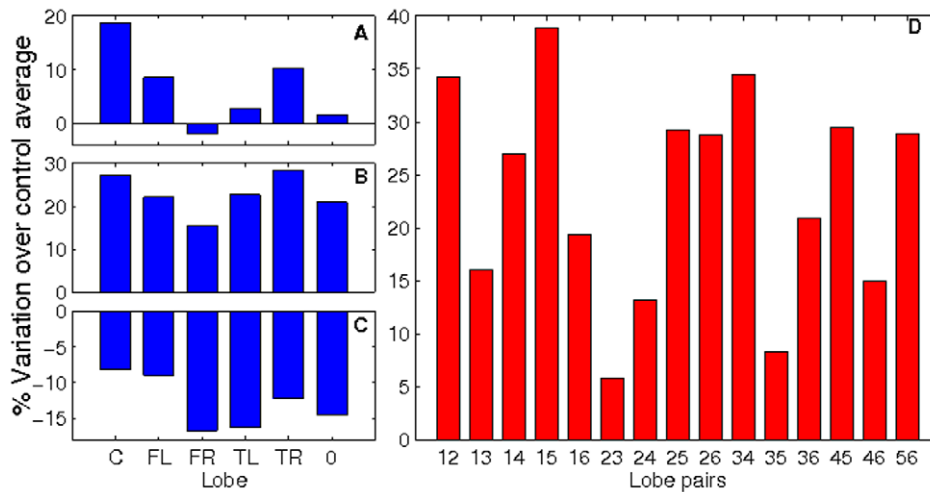 % Variation over control average
20
10
0
A
30
20
10
0
B
0
−5
−10
−15
C
C FL FR TL TR 0
Lobe
40
35
30
25
20
15
10
5
0
D
12 13 14 15 16 23 24 25 26 34 35 36 45 46 56
Lobe pairs